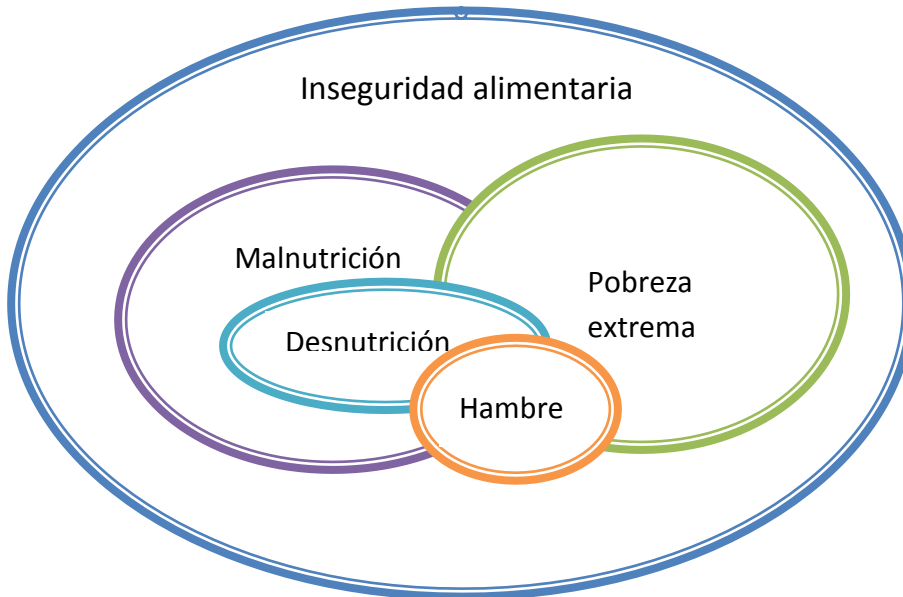 Inseguridad alimentaria
Malnutrición
Pobreza
extrema
Desnutrición
Hambre